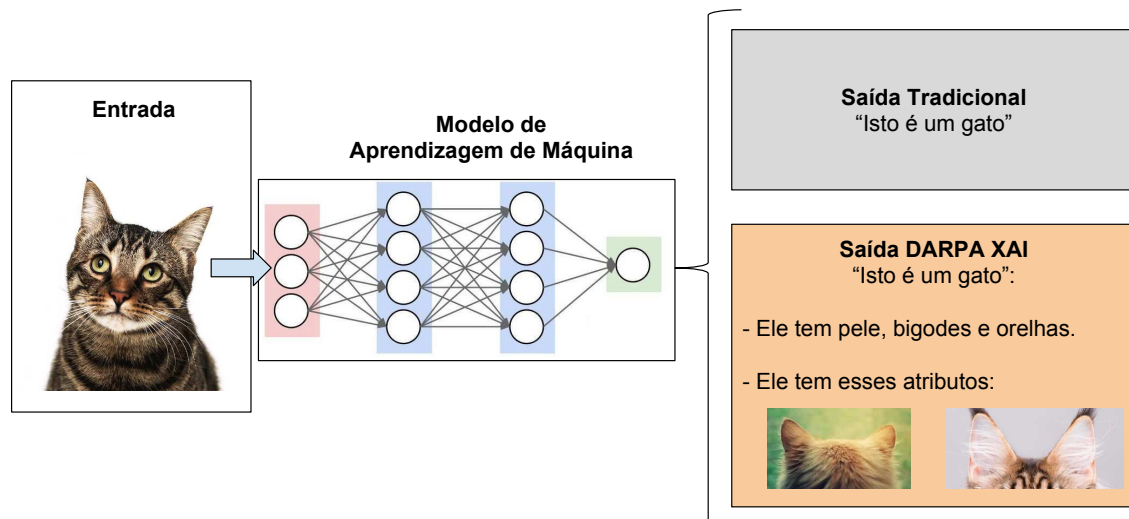 Entrada
Modelo de
Aprendizagem de Máquina
Saída Tradicional
“Isto é um gato”
Saída DARPA XAI
“Isto é um gato”:
- Ele tem pele, bigodes e orelhas.
- Ele tem esses atributos: